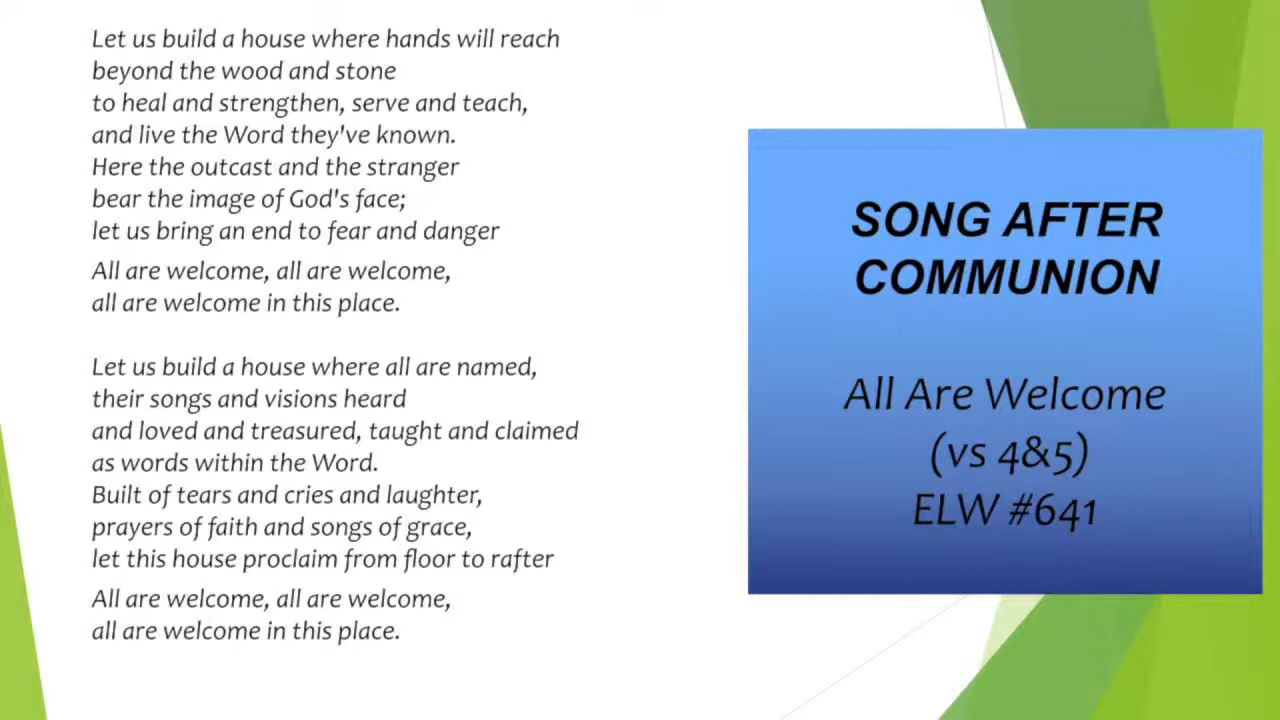 Let us build a house where hands will reach
beyond the wood and stone
to heal and strengthen, serve and teach,
and live the Word they've known.
Here the outcast and the stranger
bear the image of God's face;
let us bring an end to fear and danger
All are welcome, all are welcome,
all are welcome in this place.
Let us build a house where all are named,
their songs and visions heard
and loved and treasured, taught and claimed
as words within the Word.
Built of tears and cries and laughter,
prayers of faith and songs of grace,
let this house proclaim from floor to rafter
All are welcome, all are welcome,
all are welcome in this place.
SONG AFTER
COMMUNION
All Are Welcome
(vs 4&5)
ELW #641